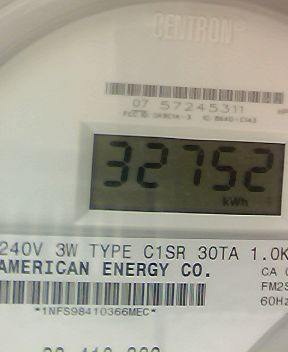 CENTRON
07 57245311
32752
kWh
240V 3W TYPE C1SR 30TA 1.0K
AMERICAN ENERGY CO.
CA
FM2S
60Hz
*1NFS98410366MEC*